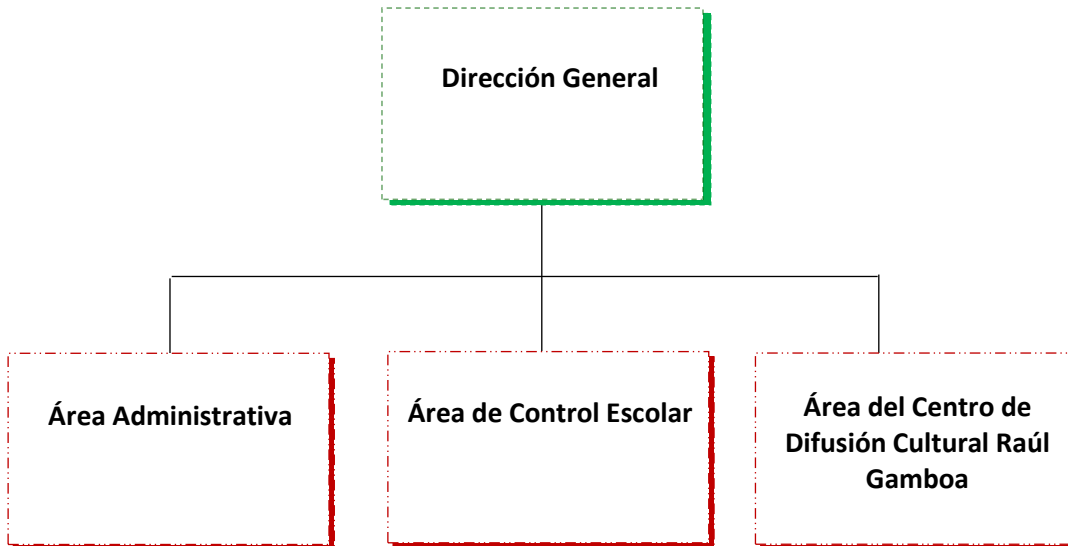 Dirección General
Área Administrativa
Área de Control Escolar
Área del Centro de
Difusión Cultural Raúl
Gamboa